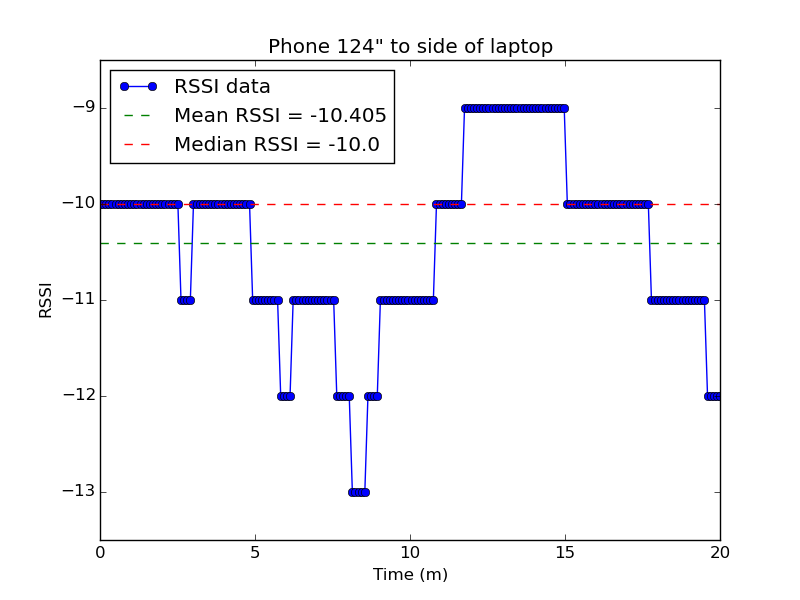 Phone 124" to side of laptop
RSSI data
Mean RSSI = -10.405
Median RSSI = -10.0
−9
−10
−11
−12
−13
RSSI
0 5 10 15 20
Time (m)